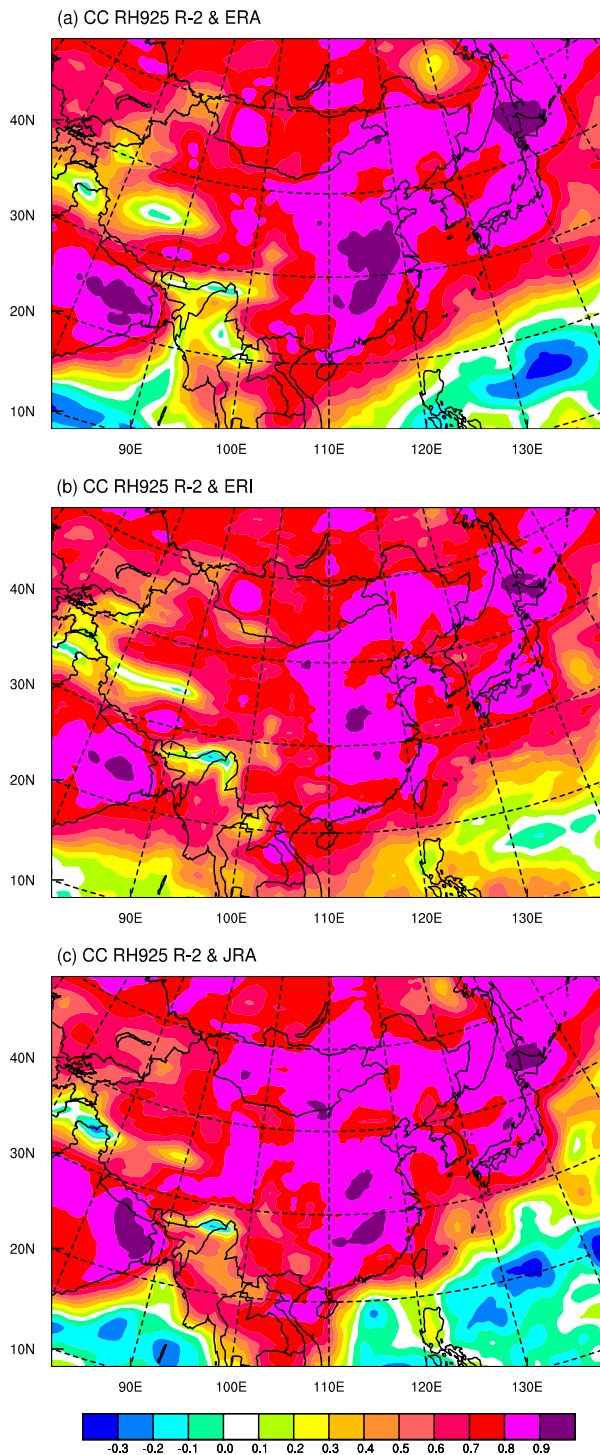 (a) CC RH925 R-2 & ERA
40N
30N
20N
10N
90E 100E 110E 120E 130E
(b) CC RH925 R-2 & ERI
40N
30N
20N
10N
90E 100E 110E 120E 130E
(c) CC RH925 R-2 & JRA
40N
30N
20N
10N
90E 100E 110E 120E 130E
-0.3 -0.2 -0.1 0.0 0.1 0.2 0.3 0.4 0.5 0.6 0.7 0.8 0.9